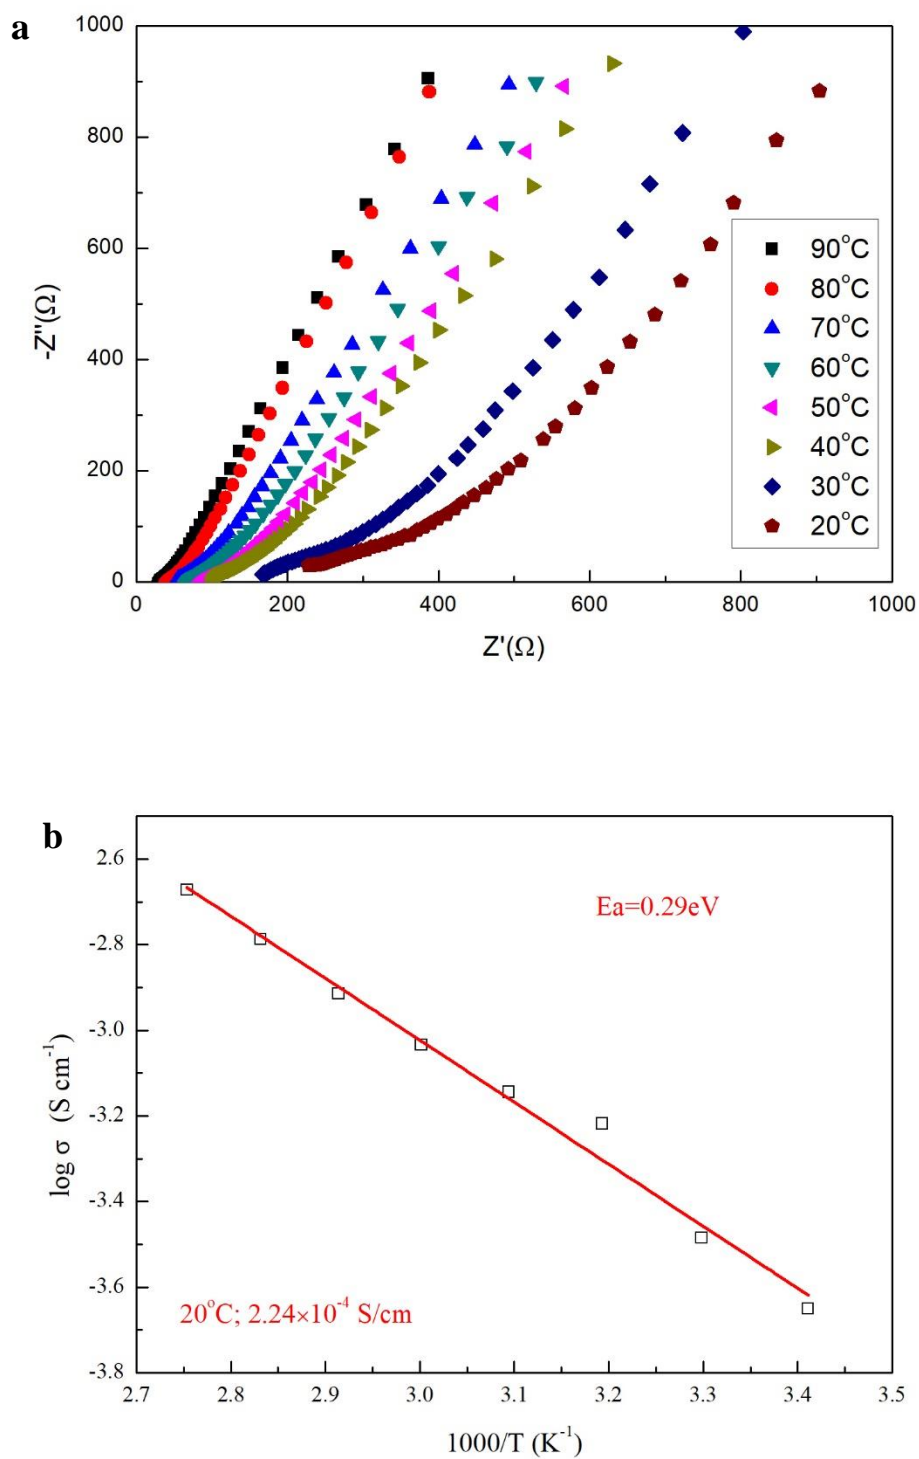 a
1000
800
600
400
200
0
-Z''(Ω)
90°C
80°C
70°C
60°C
50°C
40°C
30°C
20°C
0 200 400 600 800 1000
Z'(Ω)
b
2.6
-2.8
-3.0
-3.2
-3.4
-3.6
-3.8
log σ (S cm⁻¹)
Ea=0.29eV
20°C; 2.24×10⁻⁴ S/cm
2.7 2.8 2.9 3.0 3.1 3.2 3.3 3.4 3.5
1000/T (K⁻¹)